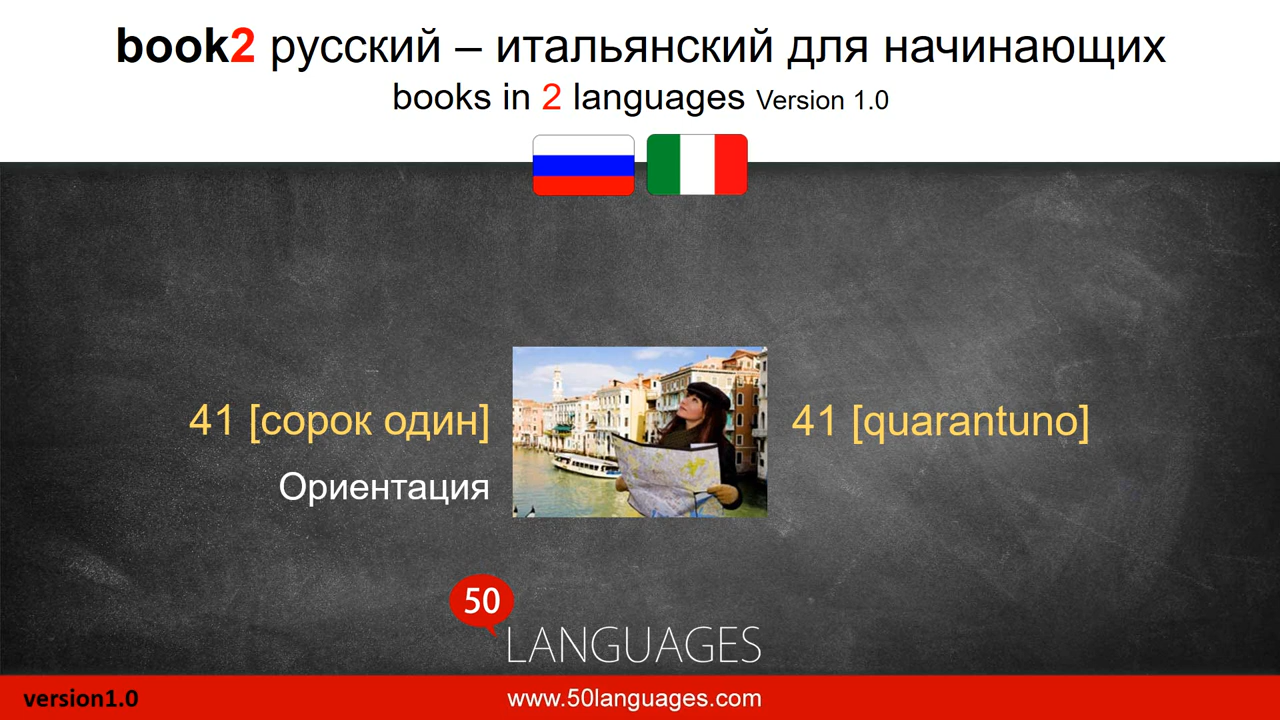 book2 русский – итальянский для начинающих
books in 2 languages Version 1.0
41 [сорок один]
Ориентация
41 [quarantuno]
50
LANGUAGES
version1.0
www.50languages.com